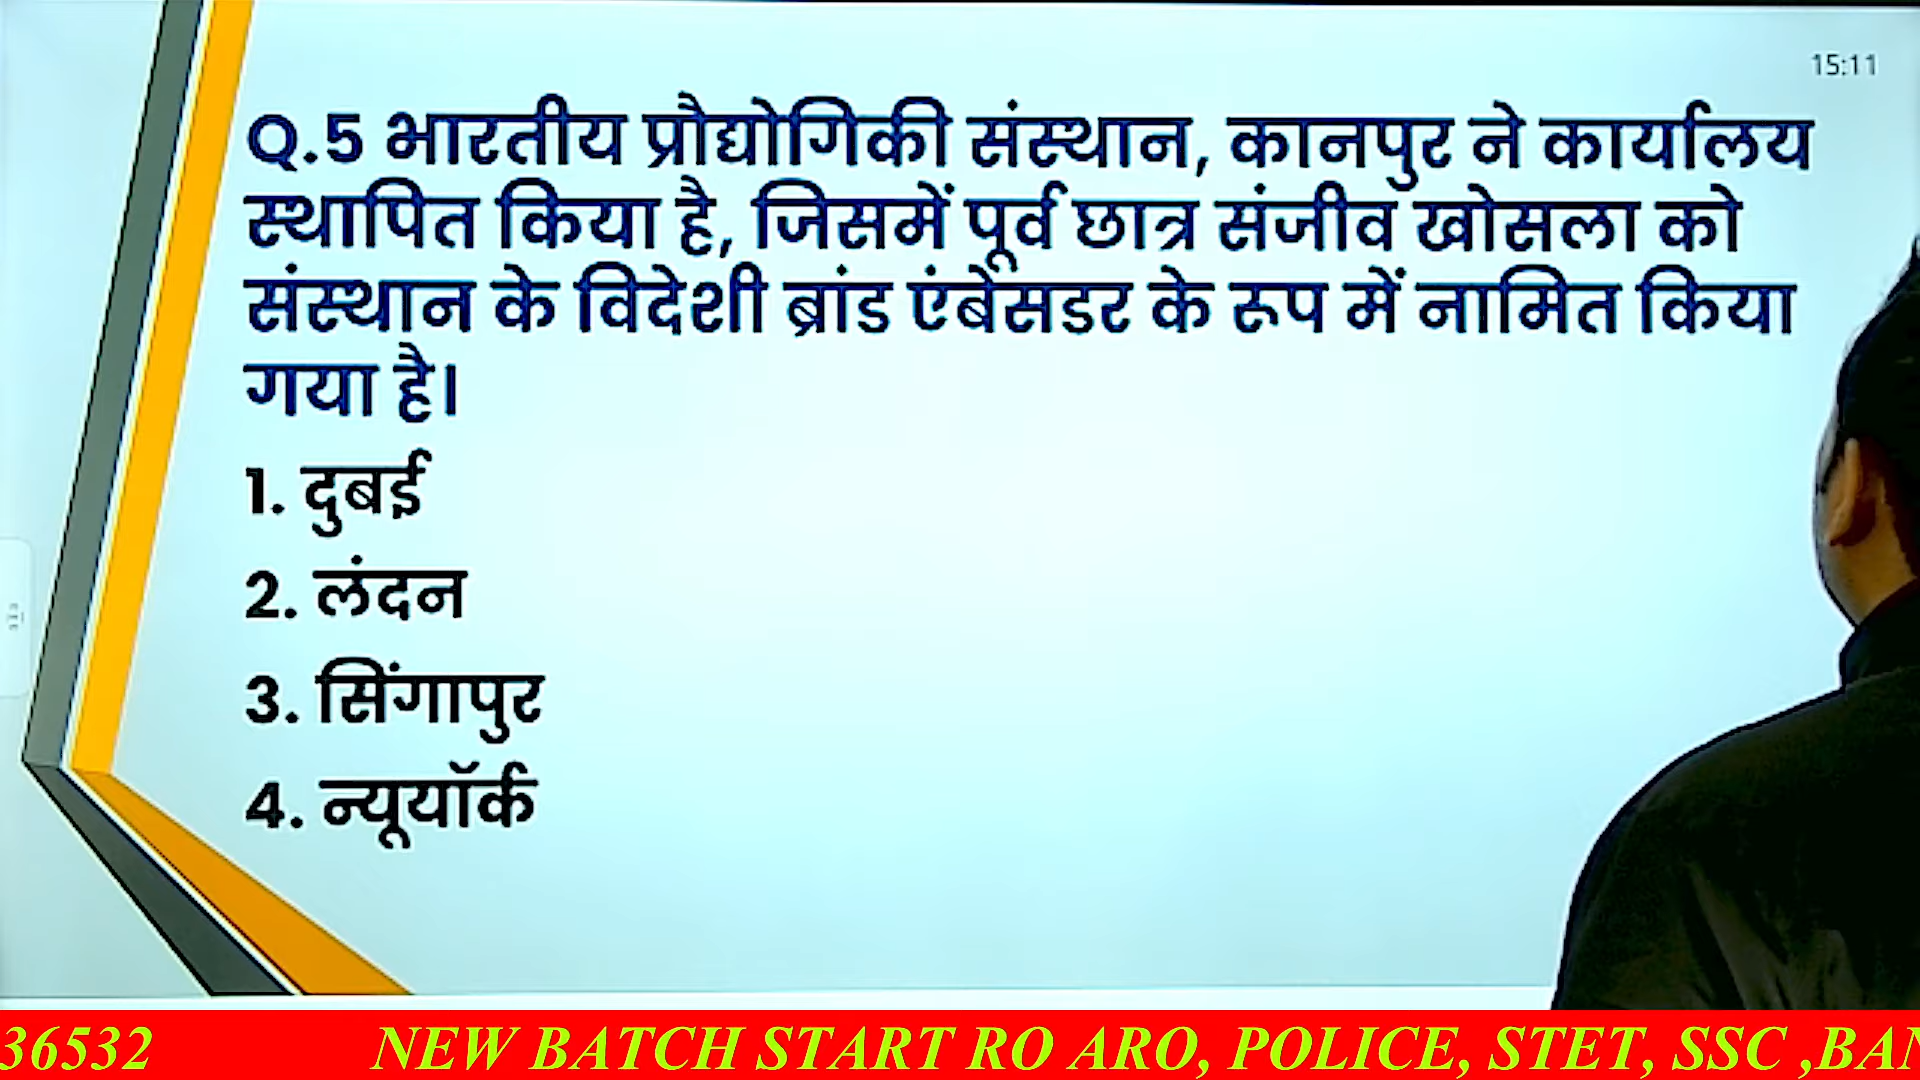 15:11
Q.5 भारतीय प्रौद्योगिकी संस्थान, कानपुर ने कार्यालय
स्थापित किया है, जिसमें पूर्व छात्र संजीव खोसला को
संस्थान के विदेशी ब्रांड एंबेसडर के रूप में नामित किया
गया है।
1. दुबई
2. लंदन
3. सिंगापुर
4. न्यूयॉर्क
36532 NEW BATCH START RO ARO, POLICE, STET, SSC ,BAN